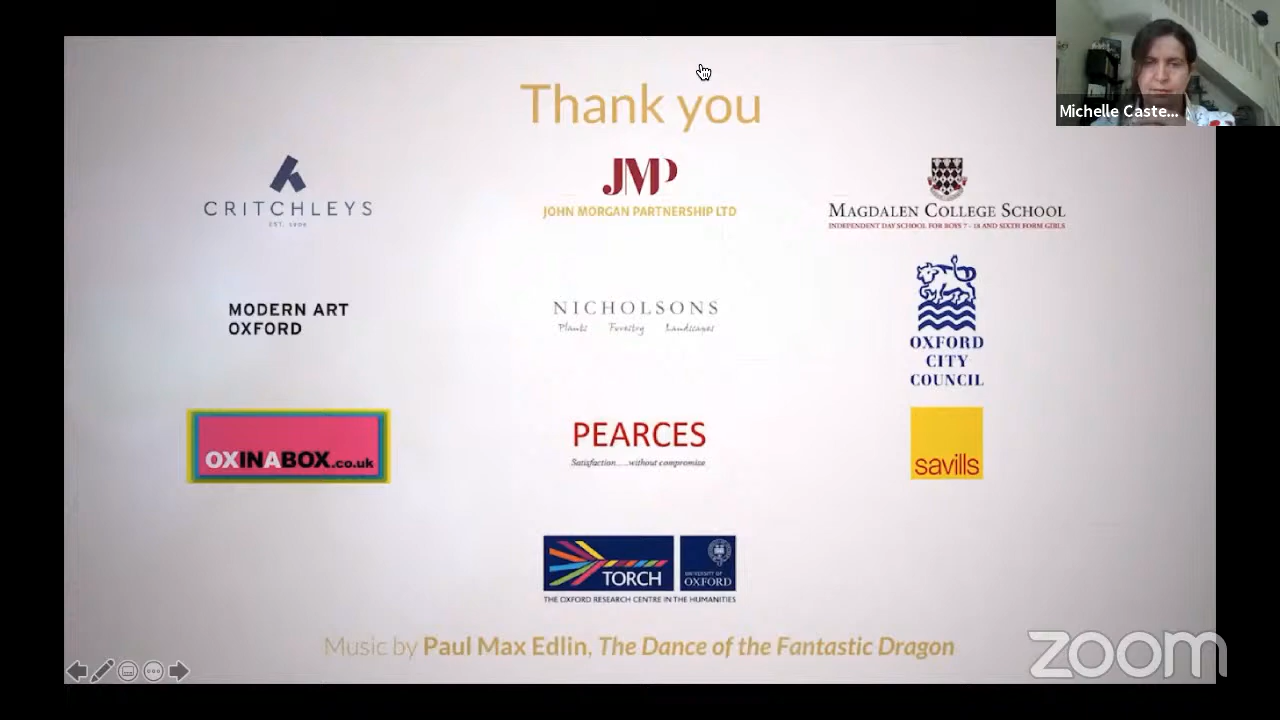 Thank you
Michelle Caste...
CRITCHLEYS
JMP
JOHN MORGAN PARTNERSHIP LTD
MAGDALEN COLLEGE SCHOOL
INDEPENDENT DAY SCHOOL FOR BOYS 7 - 18 AND SIXTH FORM GIRLS
MODERN ART
OXFORD
NICHOLSONS
Plants Forestry Landscapes
OXFORD
CITY
COUNCIL
OXINABOX.co.uk
PEARCES
Satisfaction.....without compromise
savills
TORCH
UNIVERSITY OF
OXFORD
THE OXFORD RESEARCH CENTRE IN THE HUMANITIES
Music by Paul Max Edlin, The Dance of the Fantastic Dragon
zoom